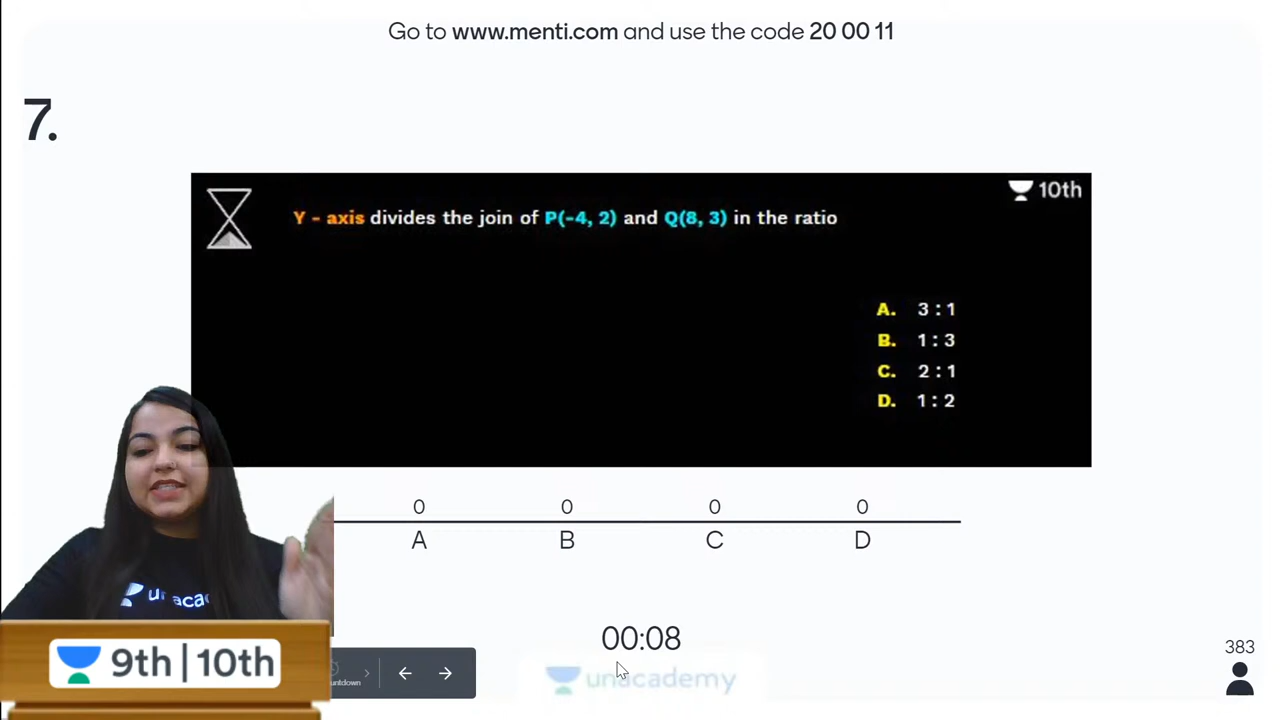 Go to www.menti.com and use the code 20 00 11
7.
10th
Y - axis divides the join of P(-4, 2) and Q(8, 3) in the ratio
A. 3 : 1
B. 1 : 3
C. 2 : 1
D. 1 : 2
0 0 0 0
A B C D
unacademy
00:08
383
9th | 10th
unacademy